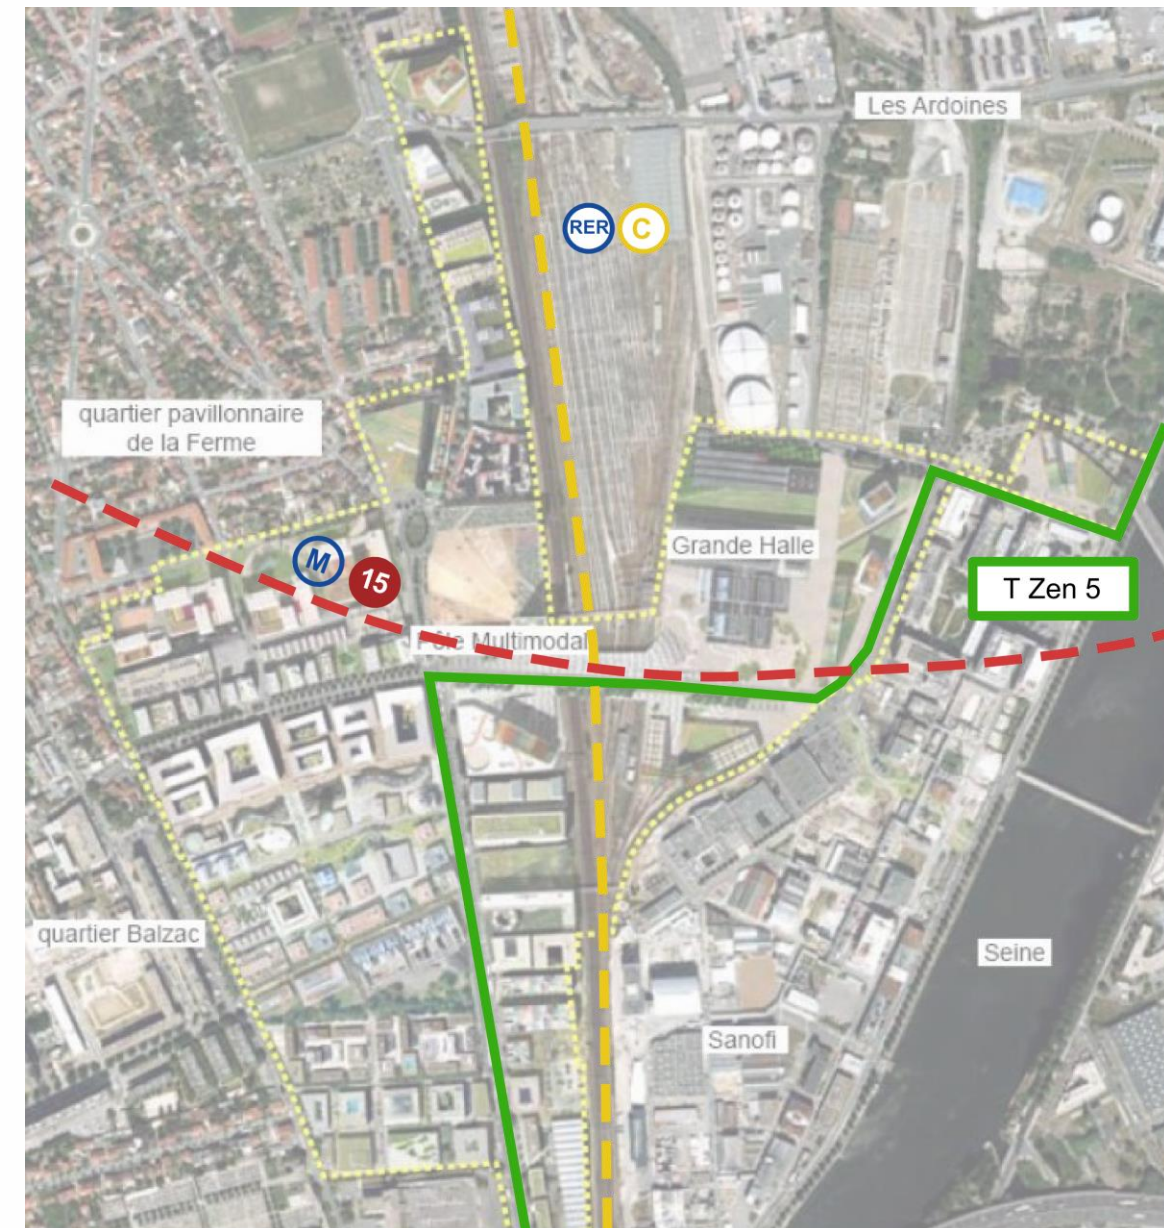 Les Ardoines
RER C
quartier pavillonnaire
de la Ferme
Grande Halle
M 15
T Zen 5
Pôle Multimodal
quartier Balzac
Seine
Sanofi